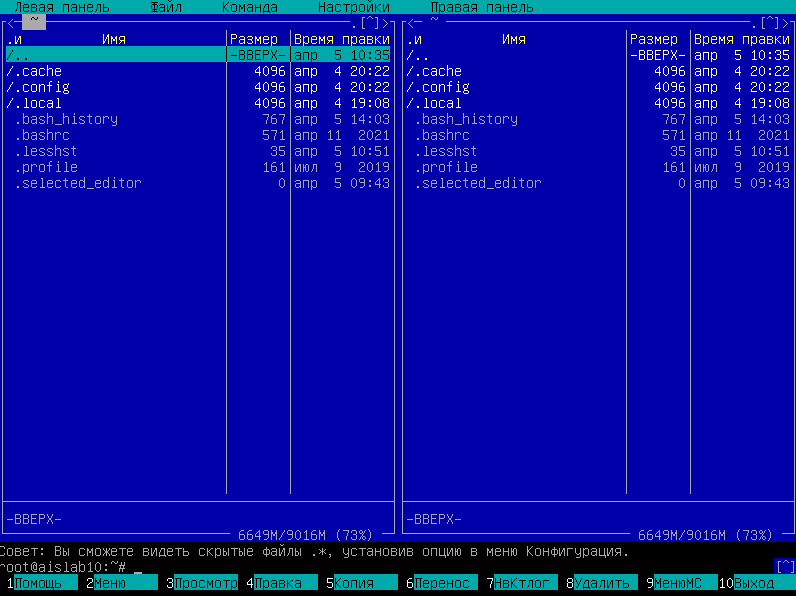 Левая панель Файл Команда Настройки Правая панель
<─ ~ ─ .[^]> <─ ~ ─ .[^]>
.и Имя Размер Время правки .и Имя Размер Время правки
/.. -ВВЕРХ- апр 5 10:35 /.. -ВВЕРХ- апр 5 10:35
/.cache 4096 апр 4 20:22 /.cache 4096 апр 4 20:22
/.config 4096 апр 4 20:22 /.config 4096 апр 4 20:22
/.local 4096 апр 4 19:08 /.local 4096 апр 4 19:08
.bash_history 767 апр 5 14:03 .bash_history 767 апр 5 14:03
.bashrc 571 апр 11 2021 .bashrc 571 апр 11 2021
.lesshst 35 апр 5 10:51 .lesshst 35 апр 5 10:51
.profile 161 июл 9 2019 .profile 161 июл 9 2019
.selected_editor 0 апр 5 09:43 .selected_editor 0 апр 5 09:43
-ВВЕРХ- -ВВЕРХ-
6649M/9016M (73%) 6649M/9016M (73%)
Совет: Вы сможете видеть скрытые файлы .*, установив опцию в меню Конфигурация.
root@aislab10:~# _ [^]
1Помощь 2Меню 3Просмотр 4Правка 5Копия 6Перенос 7НвКтлог 8Удалить 9МенюМС 10Выход